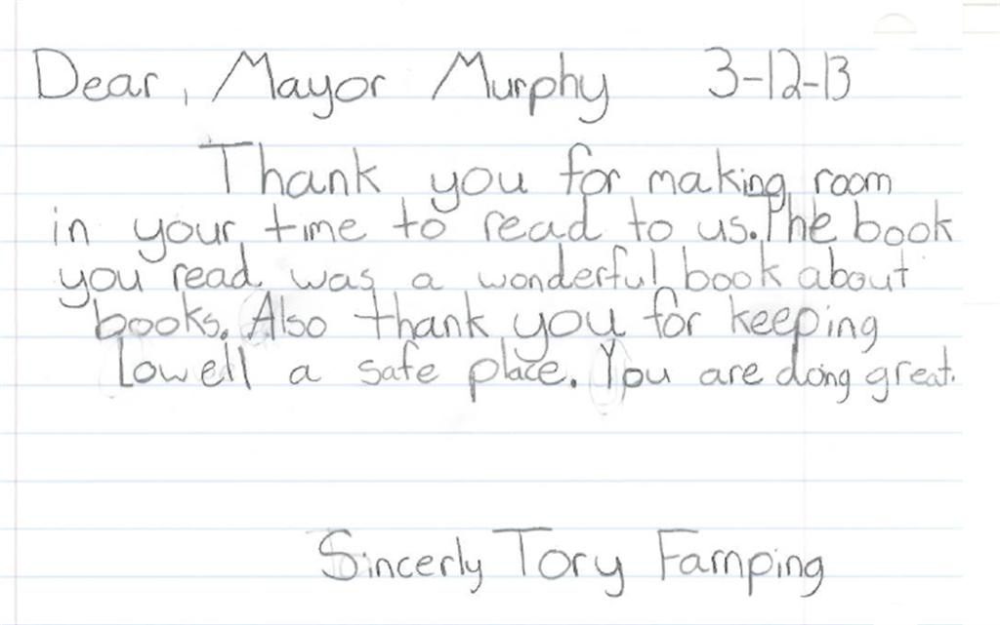 Dear, Mayor Murphy 3-12-13
Thank you for making room
in your time to read to us. The book
you read was a wonderful book about
books. Also thank you for keeping
Lowell a safe place. You are doing great.
Sincerly Tory Famping